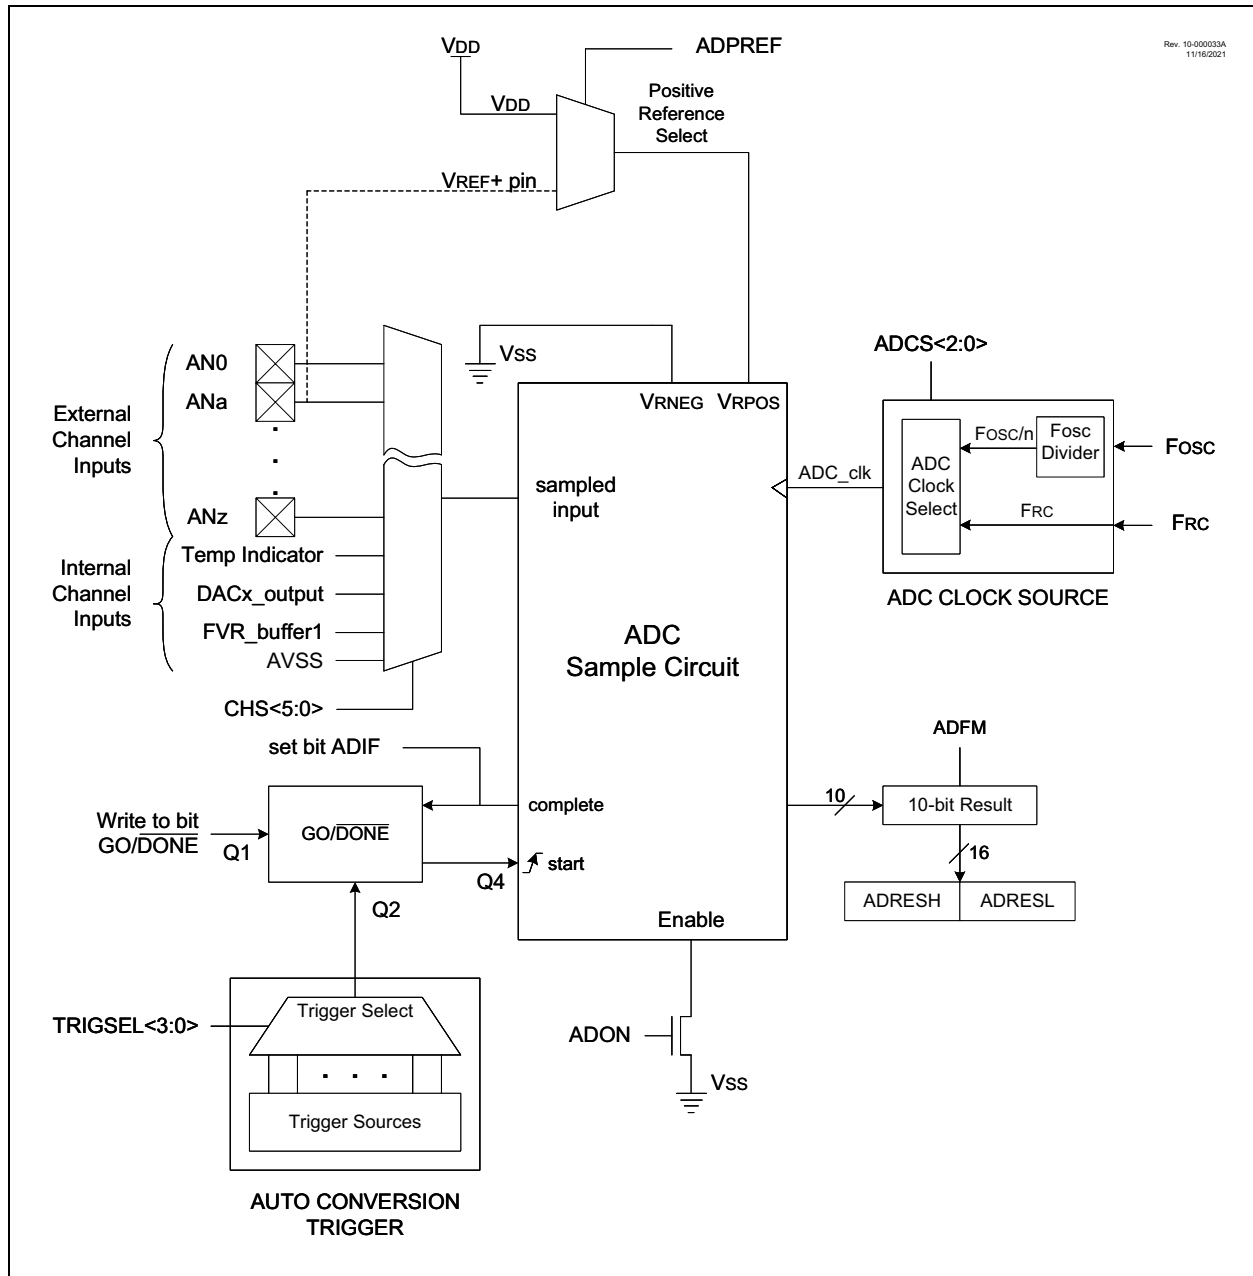 Rev. 10-000033A
11/16/2021
VDD
ADPREF
VDD
Positive
Reference
Select
VREF+ pin
ADCS<2:0>
VSS
AN0
ANa
External
Channel
Inputs
.
.
.
ANz
VRNEG
VRPOS
sampled
input
ADC_clk
ADC
Clock
Select
FOSC/n
Fosc
Divider
FOSC
FRC
FRC
ADC CLOCK SOURCE
Internal
Channel
Inputs
Temp Indicator
DACx_output
FVR_buffer1
AVSS
CHS<5:0>
ADC
Sample Circuit
set bit ADIF
ADFM
complete
10
10-bit Result
Write to bit
GO/DONE
Q1
GO/DONE
Q4
start
16
ADRESH
ADRESL
Q2
Enable
TRIGSEL<3:0>
Trigger Select
. . .
Trigger Sources
ADON
VSS
AUTO CONVERSION
TRIGGER